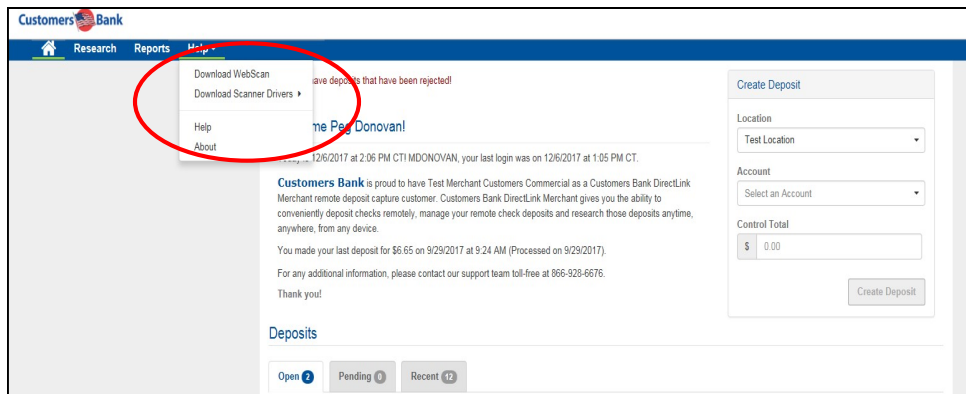 Customers Bank
Research Reports Help
Download WebScan
Download Scanner Drivers
Help
About
have deposits that have been rejected!
me Peg Donovan!
12/6/2017 at 2:06 PM CT! MDONOVAN, your last login was on 12/6/2017 at 1:05 PM CT.
Customers Bank is proud to have Test Merchant Customers Commercial as a Customers Bank DirectLink
Merchant remote deposit capture customer. Customers Bank DirectLink Merchant gives you the ability to
conveniently deposit checks remotely, manage your remote check deposits and research those deposits anytime,
anywhere, from any device.
You made your last deposit for $6.65 on 9/29/2017 at 9:24 AM (Processed on 9/29/2017).
For any additional information, please contact our support team toll-free at 866-928-6676.
Thank you!
Deposits
Open 2 Pending 0 Recent 12
Create Deposit
Location
Test Location
Account
Select an Account
Control Total
$ 0.00
Create Deposit